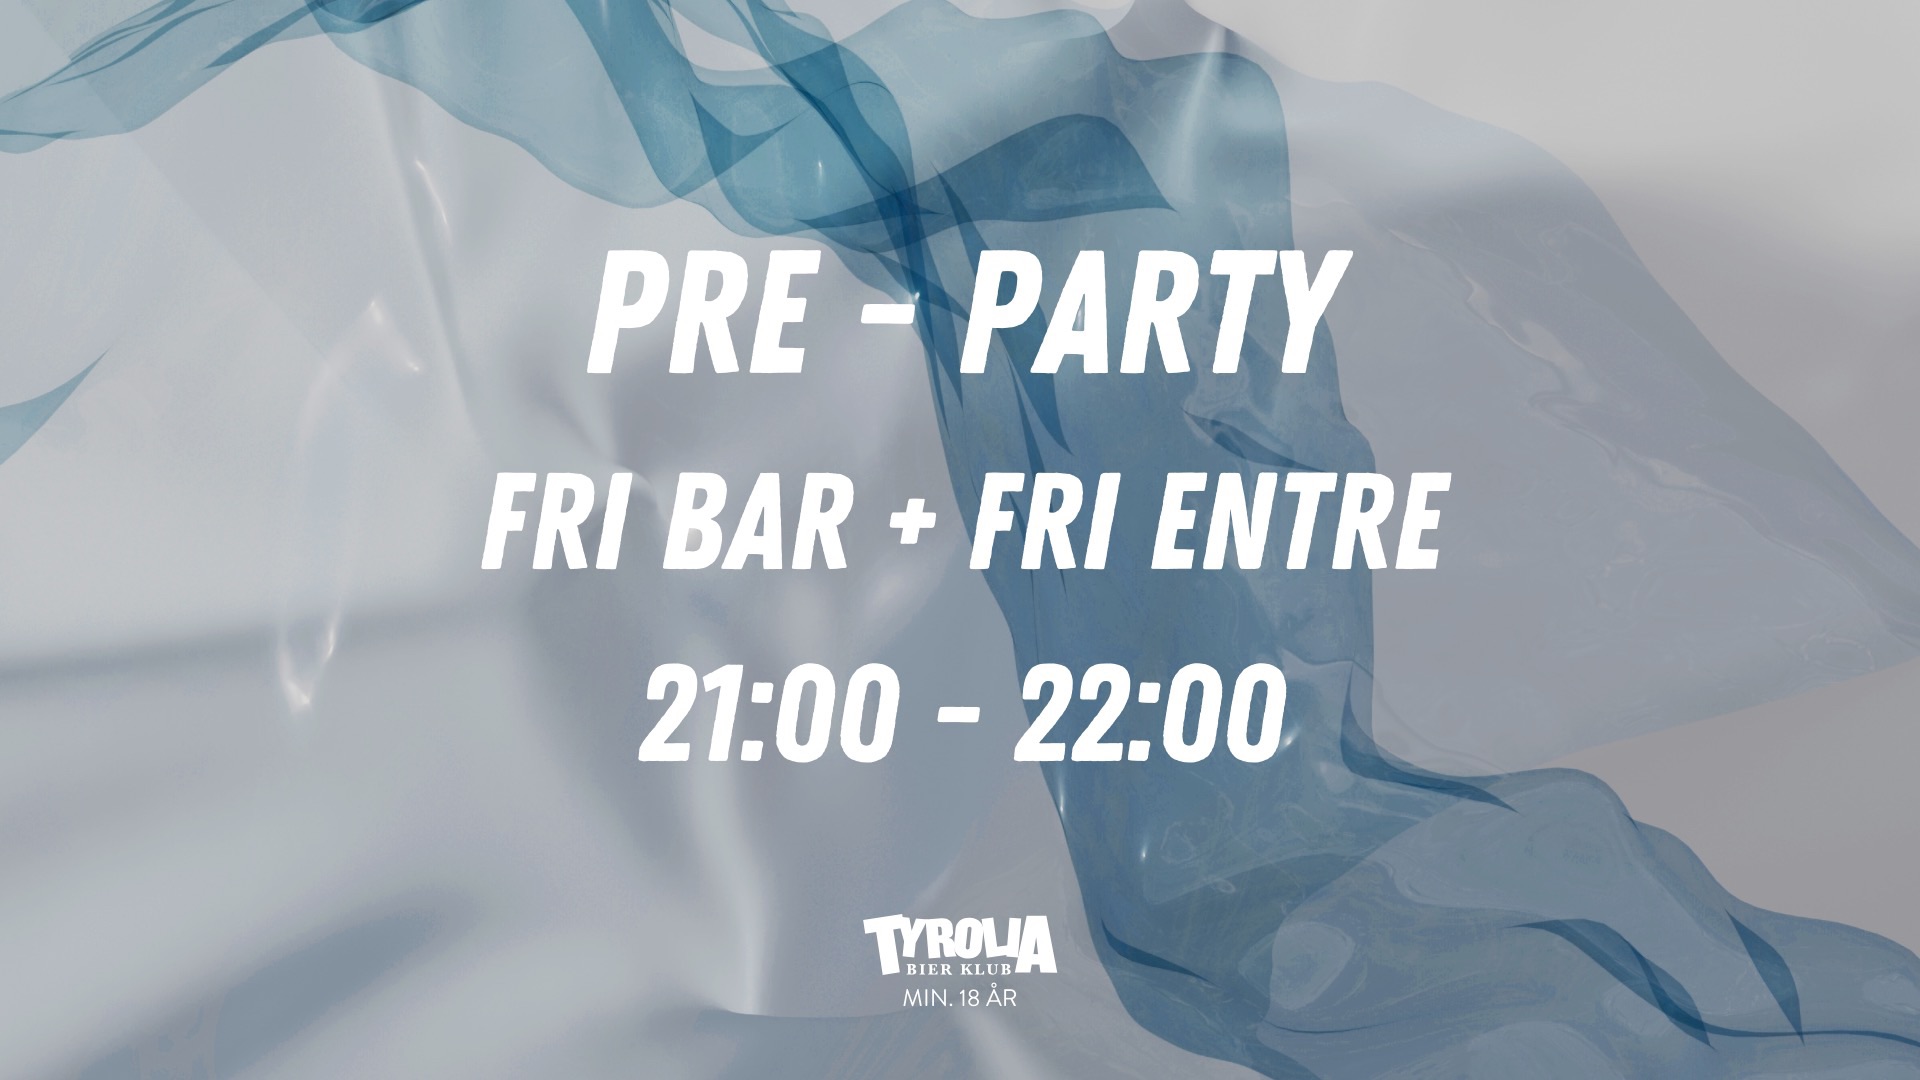 PRE - PARTY
FRI BAR + FRI ENTRE
21:00 - 22:00
TYROLIA
BIER KLUB
MIN. 18 ÅR